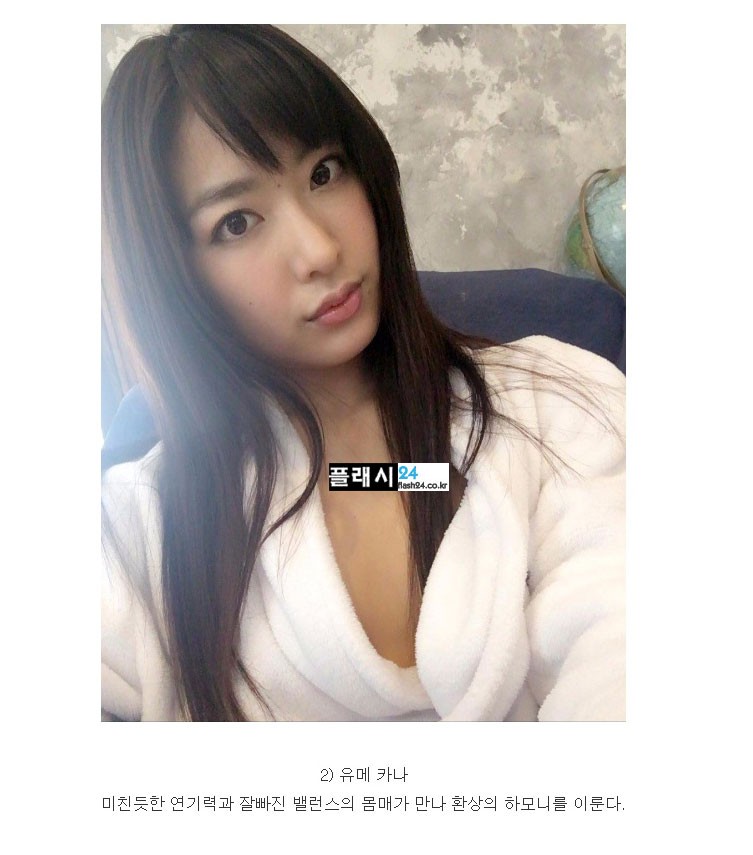 플래시24
flash24.co.kr
2) 유메 카나
미친듯한 연기력과 잘빠진 밸런스의 몸매가 만나 환상의 하모니를 이룬다.